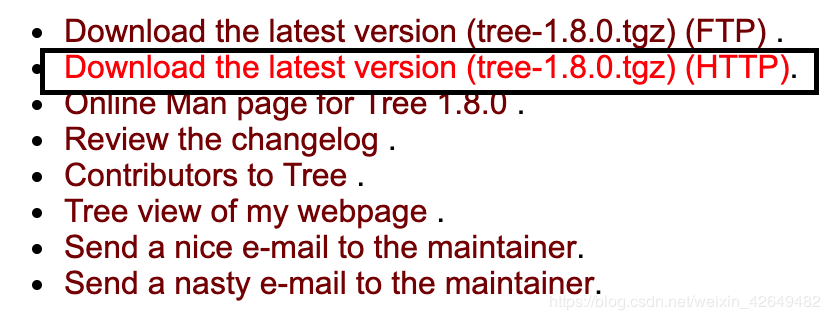 Download the latest version (tree-1.8.0.tgz) (FTP) .
Download the latest version (tree-1.8.0.tgz) (HTTP).
Online Man page for Tree 1.8.0 .
Review the changelog .
Contributors to Tree .
Tree view of my webpage .
Send a nice e-mail to the maintainer.
Send a nasty e-mail to the maintainer.
https://blog.csdn.net/weixin_42649482